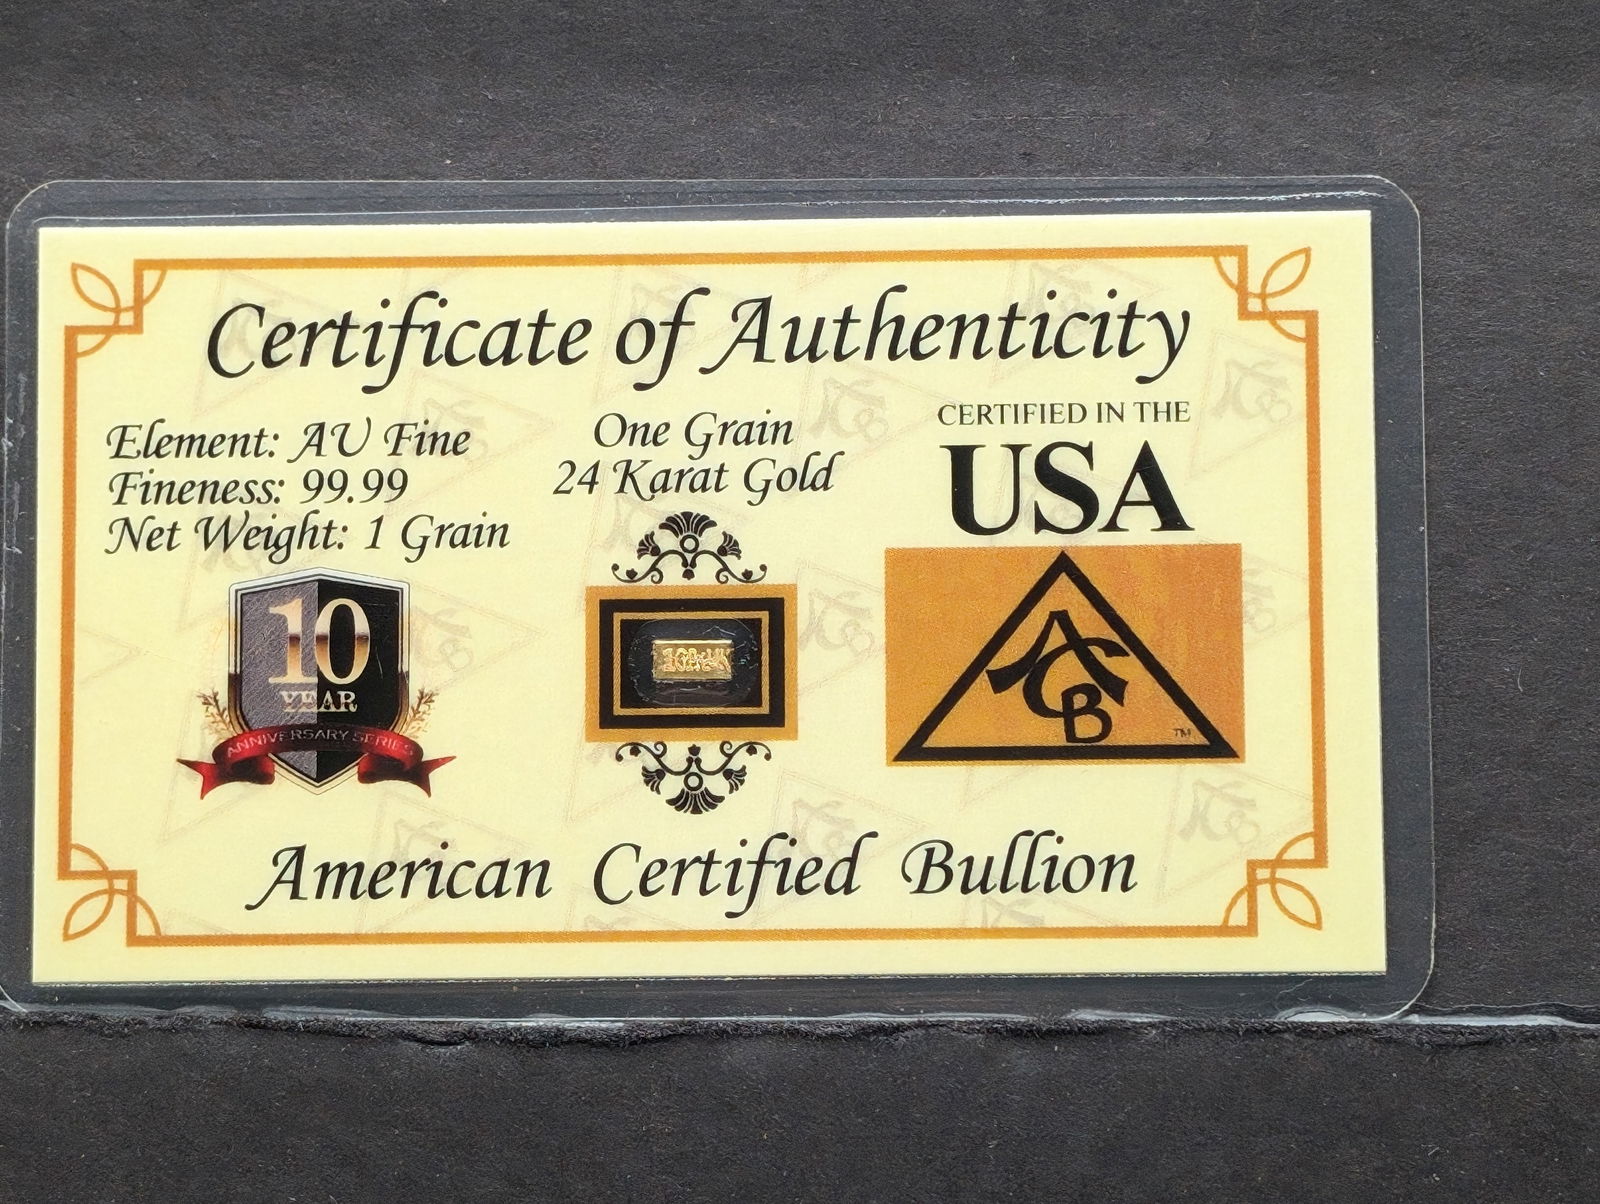 Certificate of Authenticity
Element: AU Fine
Fineness: 99.99
Net Weight: 1 Grain
One Grain
24 Karat Gold
CERTIFIED IN THE
USA
10
YEAR
ANNIVERSARY SERIES
ACB
TM
American Certified Bullion